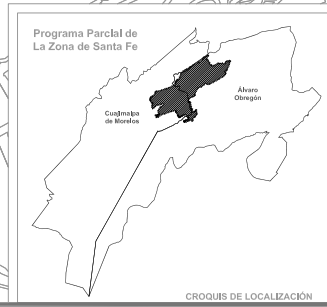 Programa Parcial de
La Zona de Santa Fe
Álvaro
Obregón
Cuajimalpa
de Morelos
CROQUIS DE LOCALIZACIÓN